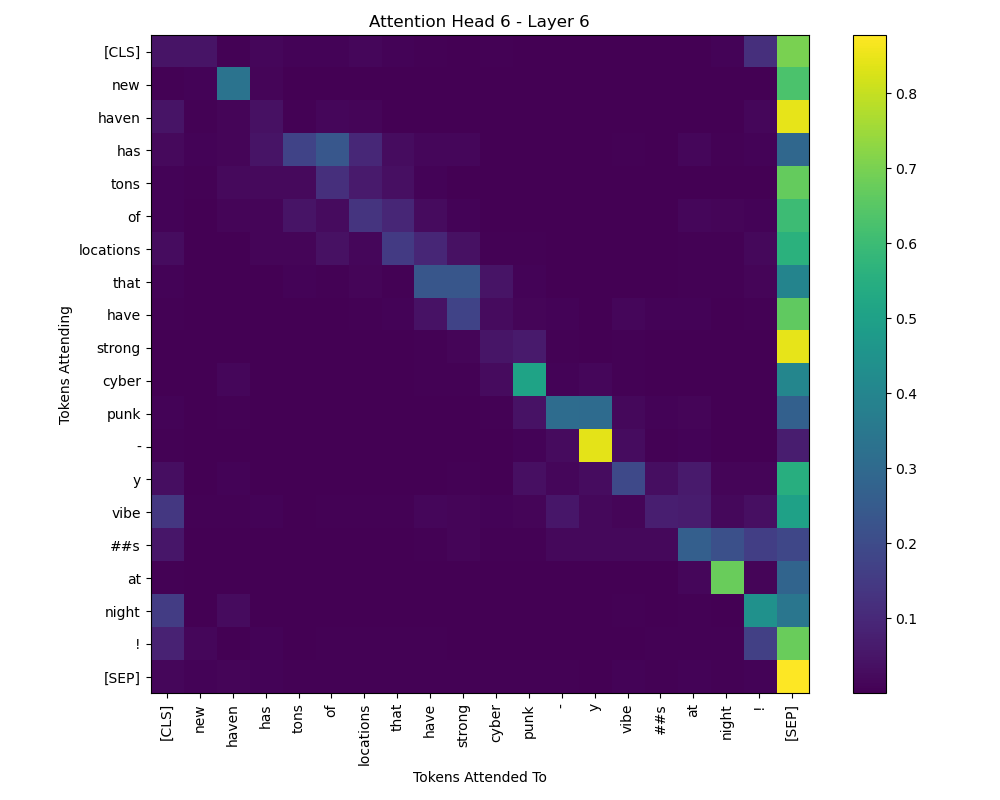 Attention Head 6 - Layer 6
[CLS]
new
haven
has
tons
of
locations
that
have
strong
cyber
punk
-
y
vibe
##s
at
night
!
[SEP]
Tokens Attending
[CLS]
new
haven
has
tons
of
locations
that
have
strong
cyber
punk
-
y
vibe
##s
at
night
!
[SEP]
Tokens Attended To
0.8
0.7
0.6
0.5
0.4
0.3
0.2
0.1